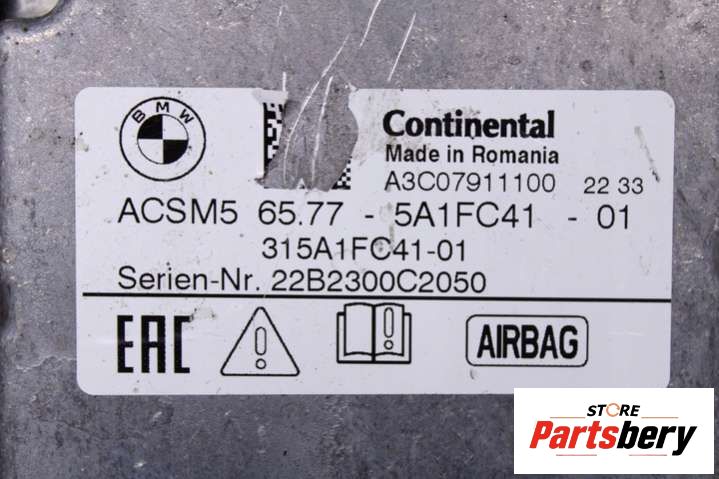 BMW
Continental
Made in Romania
A3C07911100 22 33
ACSM5 65.77 - 5A1FC41 - 01
315A1FC41-01
Serien-Nr. 22B2300C2050
EAC
AIRBAG
STORE
Partsbery